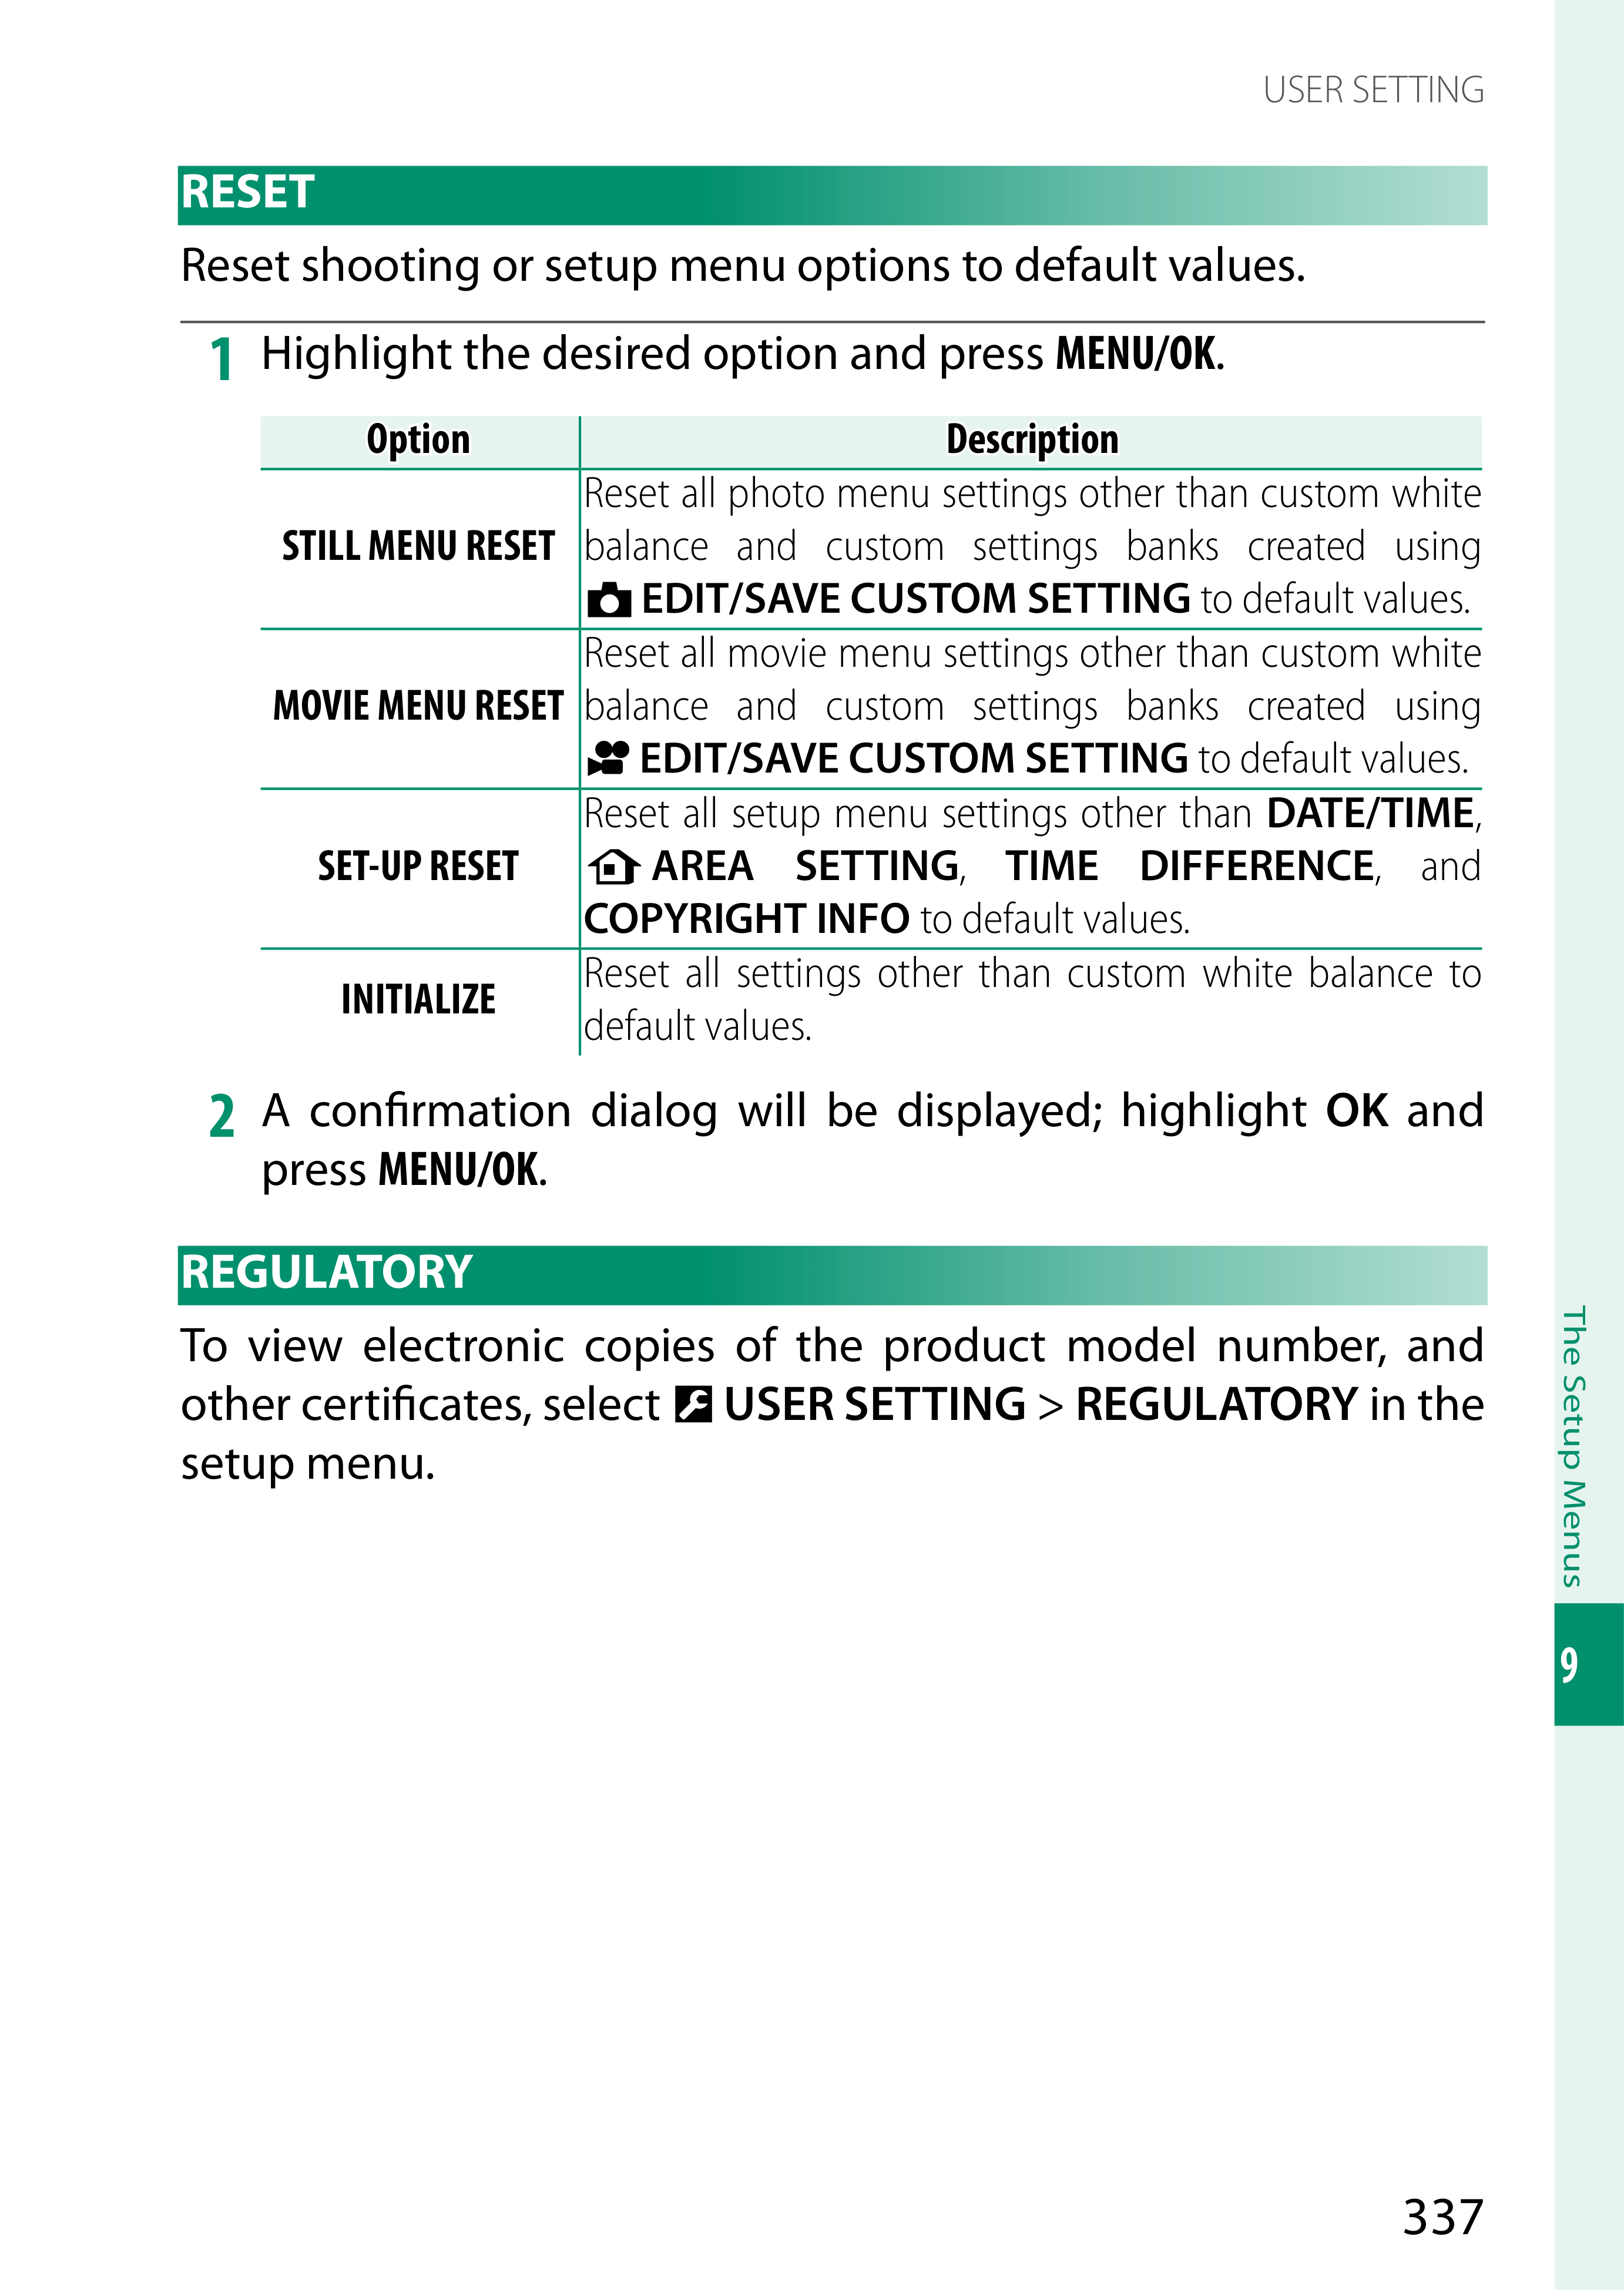 USER SETTING
RESET
Reset shooting or setup menu options to default values.
1 Highlight the desired option and press MENU/OK.
Option Description
STILL MENU RESET
Reset all photo menu settings other than custom white
balance and custom settings banks created using
EDIT/SAVE CUSTOM SETTING to default values.
MOVIE MENU RESET
Reset all movie menu settings other than custom white
balance and custom settings banks created using
EDIT/SAVE CUSTOM SETTING to default values.
SET-UP RESET
Reset all setup menu settings other than DATE/TIME,
AREA SETTING, TIME DIFFERENCE, and
COPYRIGHT INFO to default values.
INITIALIZE
Reset all settings other than custom white balance to
default values.
2 A confirmation dialog will be displayed; highlight OK and
press MENU/OK.
REGULATORY
To view electronic copies of the product model number, and
other certificates, select USER SETTING > REGULATORY in the
setup menu.
The Setup Menus
9
337